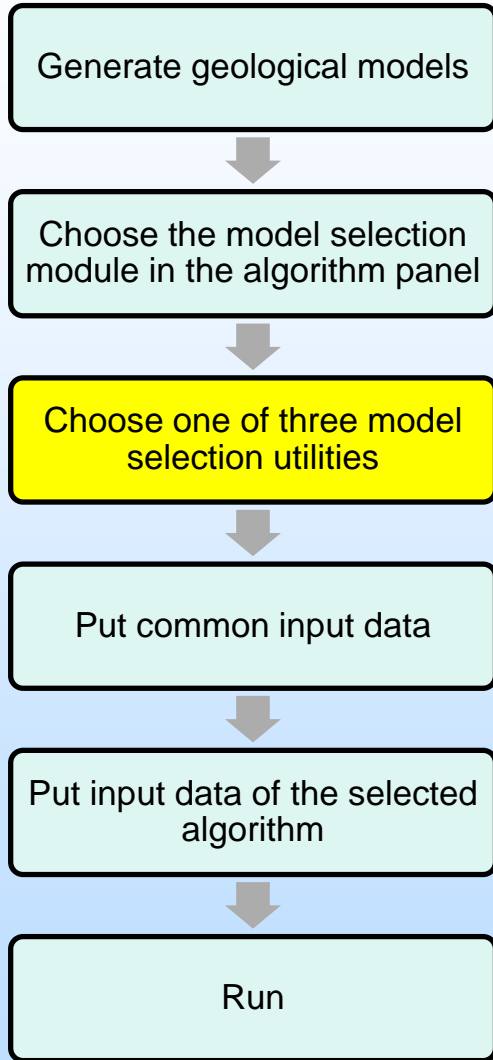 Generate geological models
Choose the model selection
module in the algorithm panel
Choose one of three model
selection utilities
Put common input data
Put input data of the selected
algorithm
Run